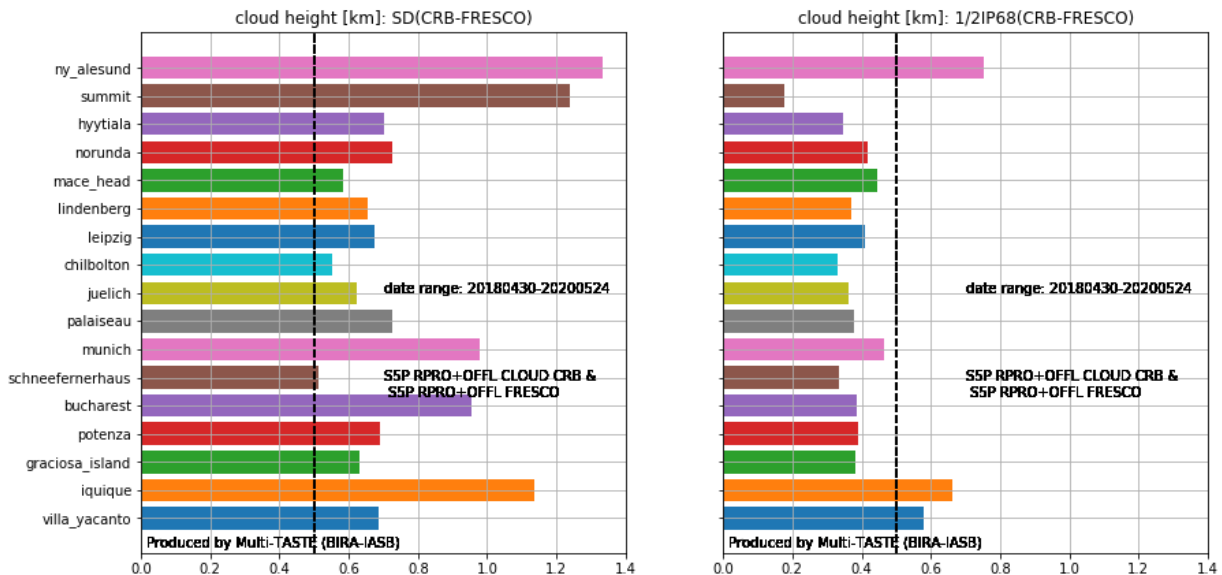 cloud height [km]: SD(CRB-FRESCO)
ny_alesund
summit
hyytiala
norunda
mace_head
lindenberg
leipzig
chilbolton
juelich
palaiseau
munich
schneefernerhaus
bucharest
potenza
graciosa_island
iquique
villa_yacanto
date range: 20180430-20200524
S5P RPRO+OFFL CLOUD CRB &
S5P RPRO+OFFL FRESCO
Produced by Multi-TASTE (BIRA-IASB)
0.0 0.2 0.4 0.6 0.8 1.0 1.2 1.4
cloud height [km]: 1/2IP68(CRB-FRESCO)
date range: 20180430-20200524
S5P RPRO+OFFL CLOUD CRB &
S5P RPRO+OFFL FRESCO
Produced by Multi-TASTE (BIRA-IASB)
0.0 0.2 0.4 0.6 0.8 1.0 1.2 1.4